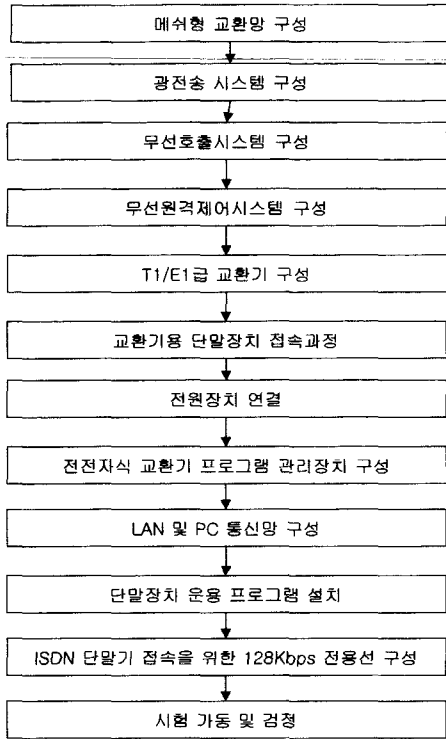 메쉬형 교환망 구성
광전송 시스템 구성
무선호출시스템 구성
무선원격제어시스템 구성
T1/E1급 교환기 구성
교환기용 단말장치 접속과정
전원장치 연결
전전자식 교환기 프로그램 관리장치 구성
LAN 및 PC 통신망 구성
단말장치 운용 프로그램 설치
ISDN 단말기 접속을 위한 128Kbps 전용선 구성
시험 가동 및 검청